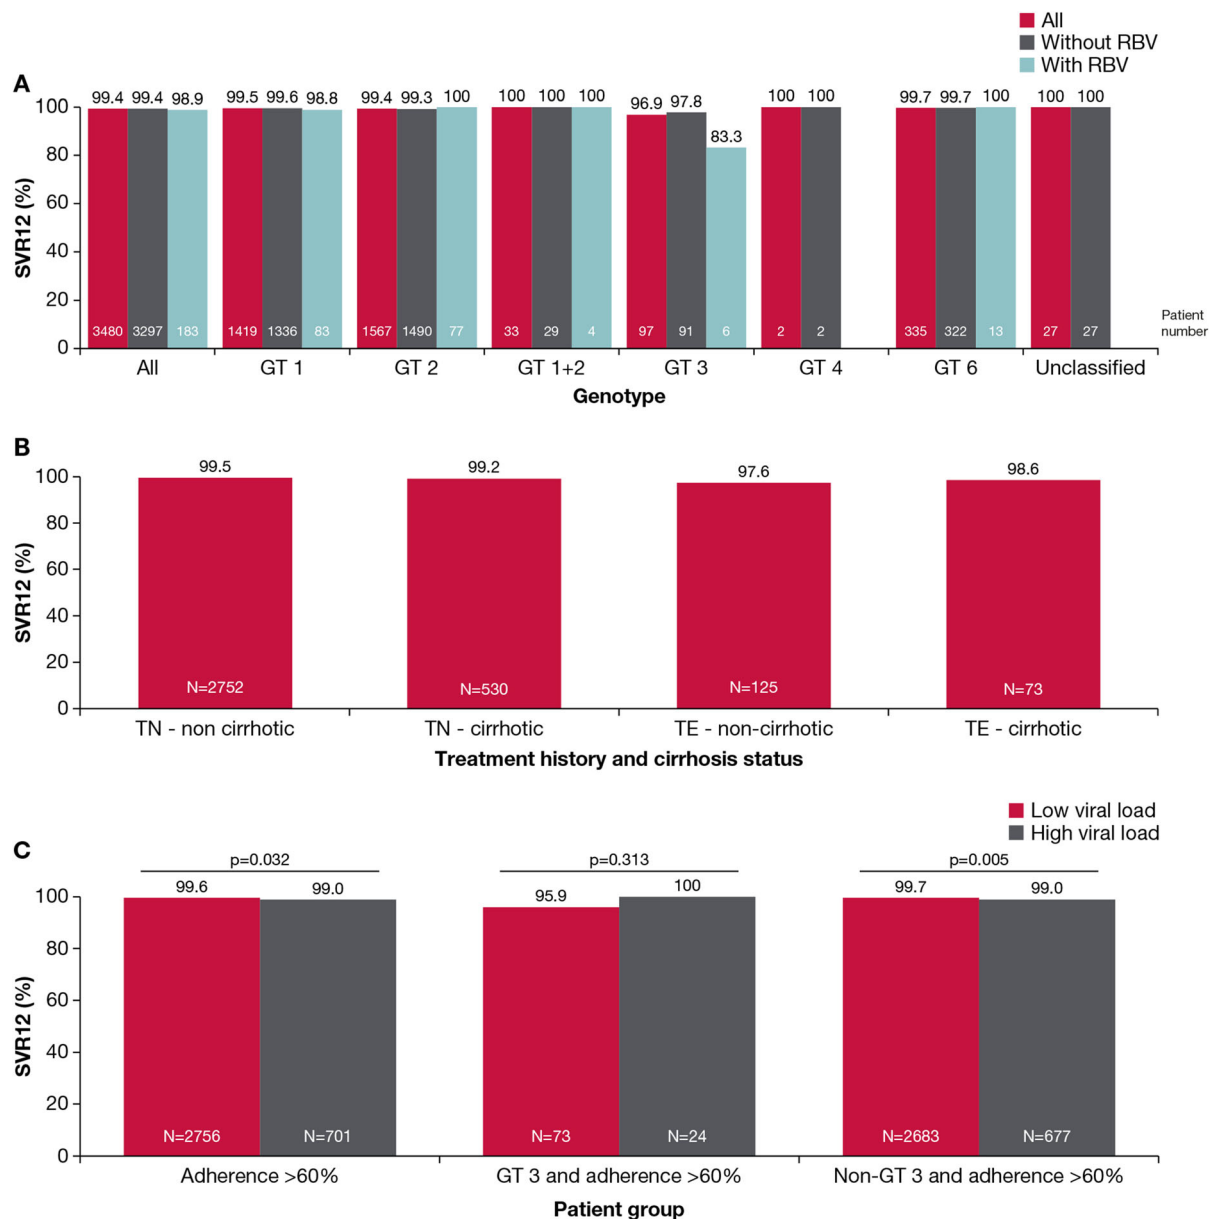 All
Without RBV
With RBV
A
99.4 99.4 98.9 99.5 99.6 98.8 99.4 99.3 100 100 100 100 96.9 97.8 83.3 100 100 99.7 99.7 100 100 100
100
80
60
40
20
0
SVR12 (%)
3480 3297 183 1419 1336 83 1567 1490 77 33 29 4 97 91 6 2 2 335 322 13 27 27
Patient
number
All GT 1 GT 2 GT 1+2 GT 3 GT 4 GT 6 Unclassified
Genotype
B
99.5 99.2 97.6 98.6
100
80
60
40
20
0
SVR12 (%)
N=2752 N=530 N=125 N=73
TN - non cirrhotic TN - cirrhotic TE - non-cirrhotic TE - cirrhotic
Treatment history and cirrhosis status
Low viral load
High viral load
C
p=0.032 p=0.313 p=0.005
99.6 99.0 95.9 100 99.7 99.0
100
80
60
40
20
0
SVR12 (%)
N=2756 N=701 N=73 N=24 N=2683 N=677
Adherence >60% GT 3 and adherence >60% Non-GT 3 and adherence >60%
Patient group